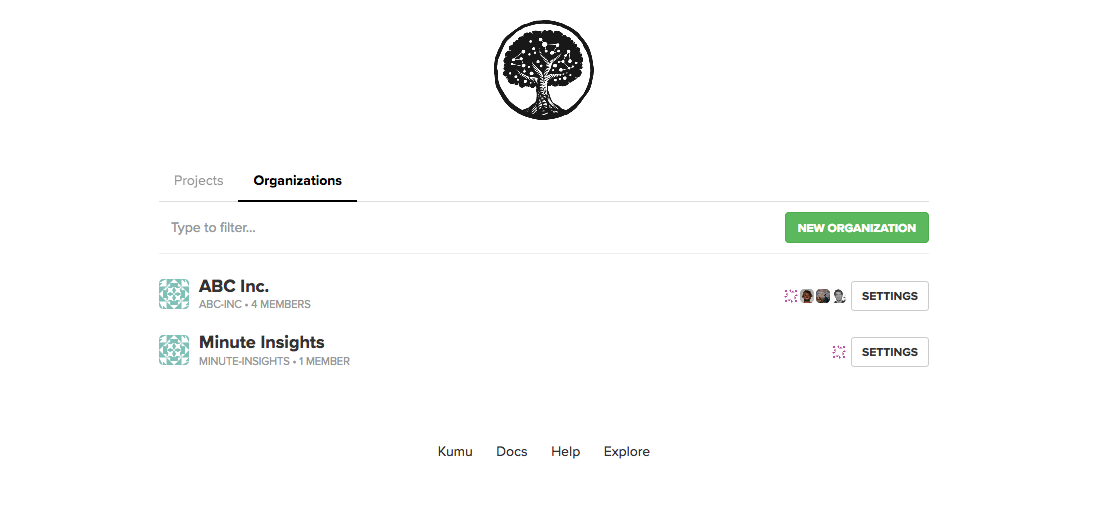 Projects Organizations
Type to filter... NEW ORGANIZATION
ABC Inc.
ABC-INC • 4 MEMBERS
SETTINGS
Minute Insights
MINUTE-INSIGHTS • 1 MEMBER
SETTINGS
Kumu Docs Help Explore